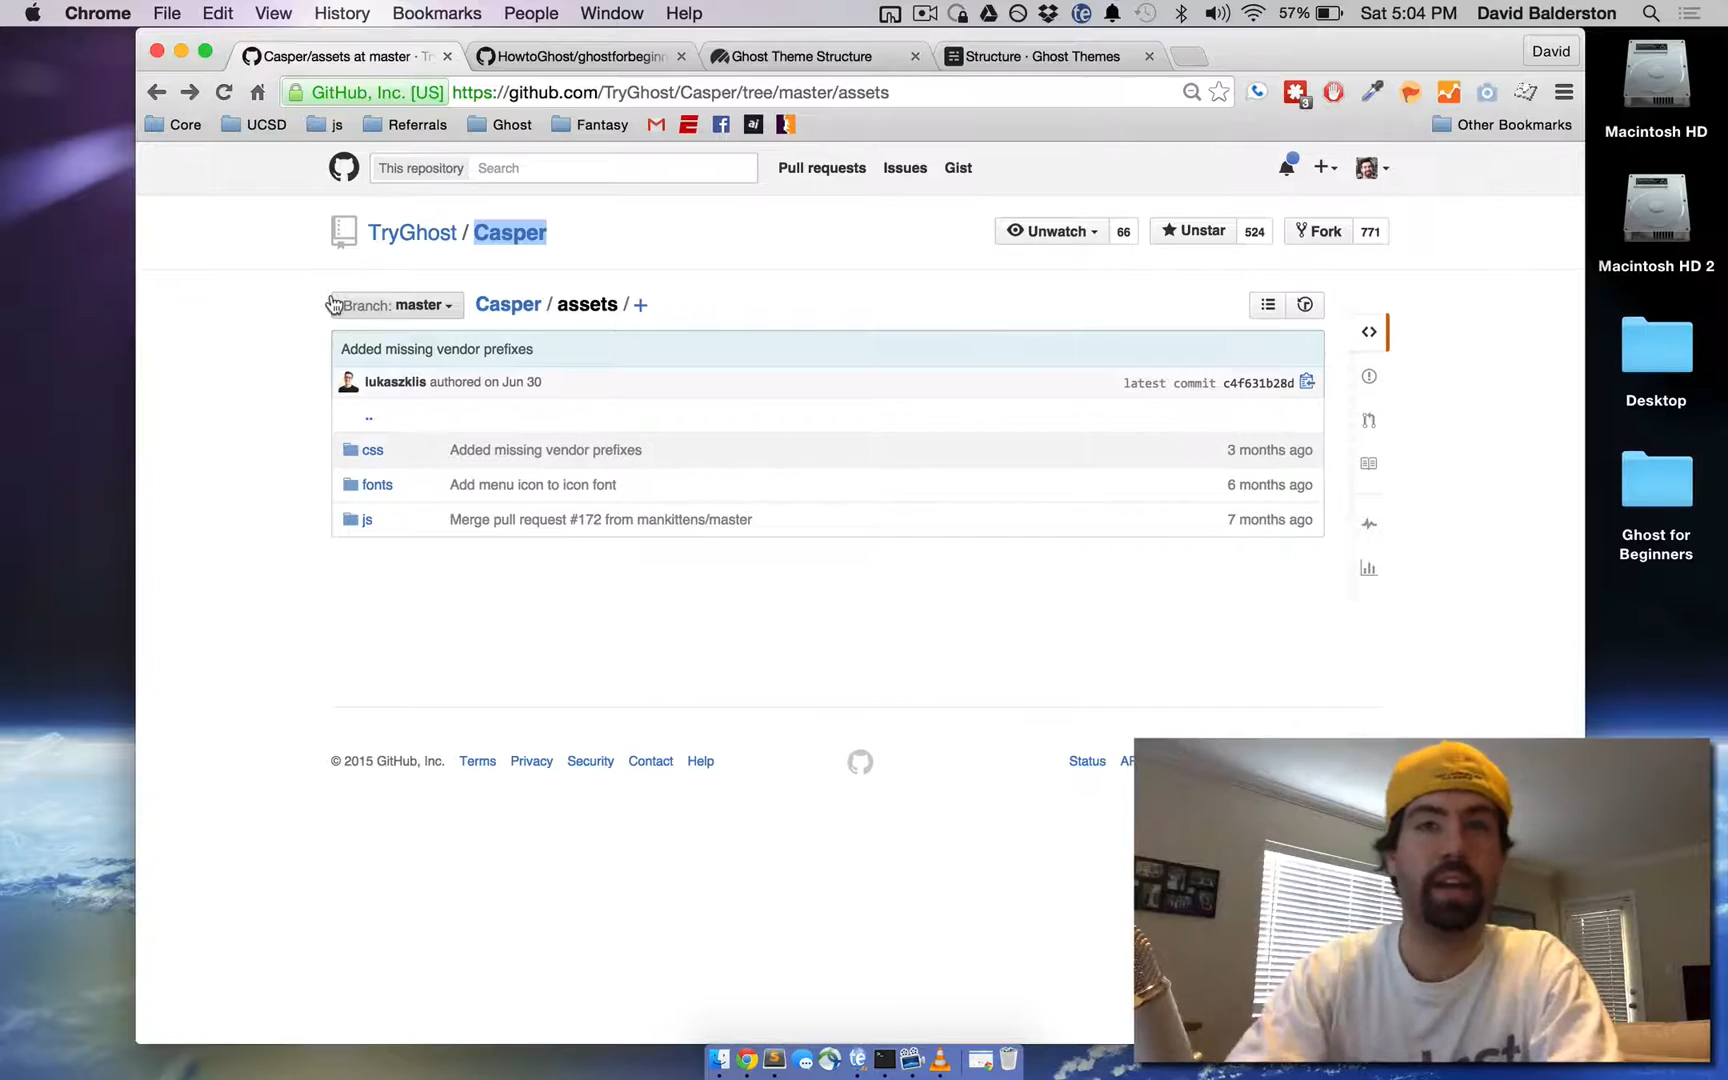 Chrome File Edit View History Bookmarks People Window Help 57% Sat 5:04 PM David Balderston
Casper/assets at master · Tr HowtoGhost/ghostforbeginn Ghost Theme Structure Structure · Ghost Themes David
GitHub, Inc. [US] https://github.com/TryGhost/Casper/tree/master/assets 3
Core UCSD js Referrals Ghost Fantasy ai Other Bookmarks
This repository Search Pull requests Issues Gist
TryGhost / Casper Unwatch 66 Unstar 524 Fork 771
Branch: master Casper / assets / +
Added missing vendor prefixes
lukaszklis authored on Jun 30 latest commit c4f631b28d
..
css Added missing vendor prefixes 3 months ago
fonts Add menu icon to icon font 6 months ago
js Merge pull request #172 from mankittens/master 7 months ago
© 2015 GitHub, Inc. Terms Privacy Security Contact Help Status AP
Macintosh HD
Macintosh HD 2
Desktop
Ghost for
Beginners